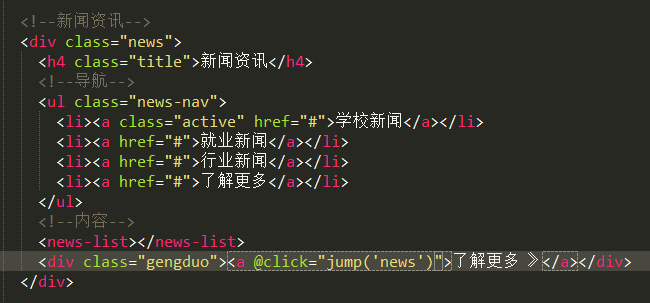 <!--新闻资讯-->
<div class="news">
<h4 class="title">新闻资讯</h4>
<!--导航-->
<ul class="news-nav">
<li><a class="active" href="#">学校新闻</a></li>
<li><a href="#">就业新闻</a></li>
<li><a href="#">行业新闻</a></li>
<li><a href="#">了解更多</a></li>
</ul>
<!--内容-->
<news-list></news-list>
<div class="gengduo"><a @click="jump('news')">了解更多 》</a></div>
</div>